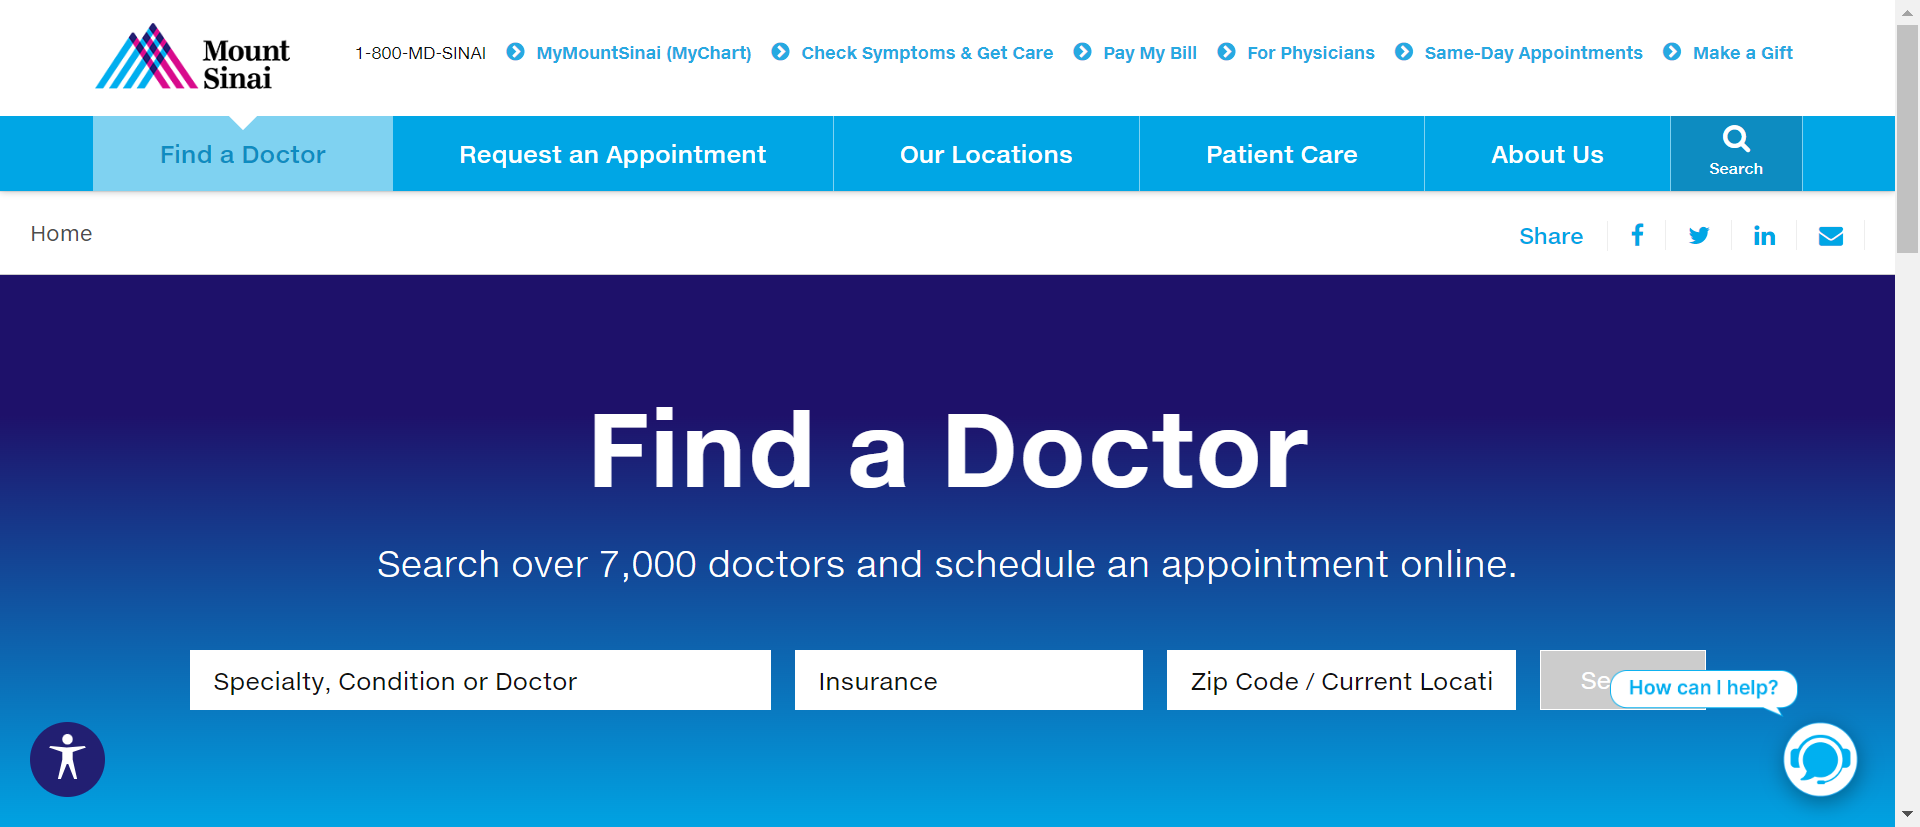 Mount
Sinai
1-800-MD-SINAI MyMountSinai (MyChart) Check Symptoms & Get Care Pay My Bill For Physicians Same-Day Appointments Make a Gift
Find a Doctor Request an Appointment Our Locations Patient Care About Us Search
Home Share
Find a Doctor
Search over 7,000 doctors and schedule an appointment online.
Specialty, Condition or Doctor Insurance Zip Code / Current Locati
How can I help?